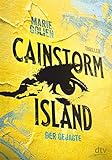 MARIE
GOLIEN
THRILLER
CAINSTORM
ISLAND
DER GEJAGTE
dtv